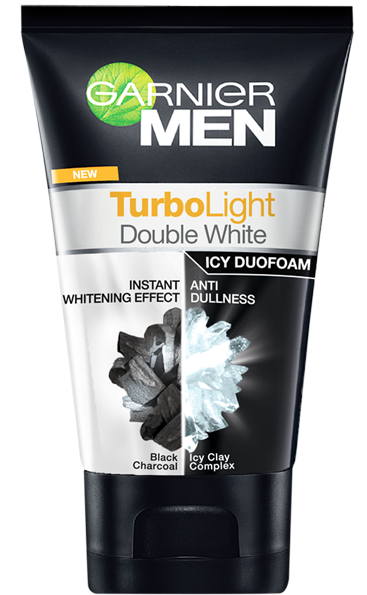 GARNIER
MEN
NEW
TurboLight
Double White
ICY DUOFOAM
INSTANT
WHITENING EFFECT
ANTI
DULLNESS
Black
Charcoal
Icy Clay
Complex